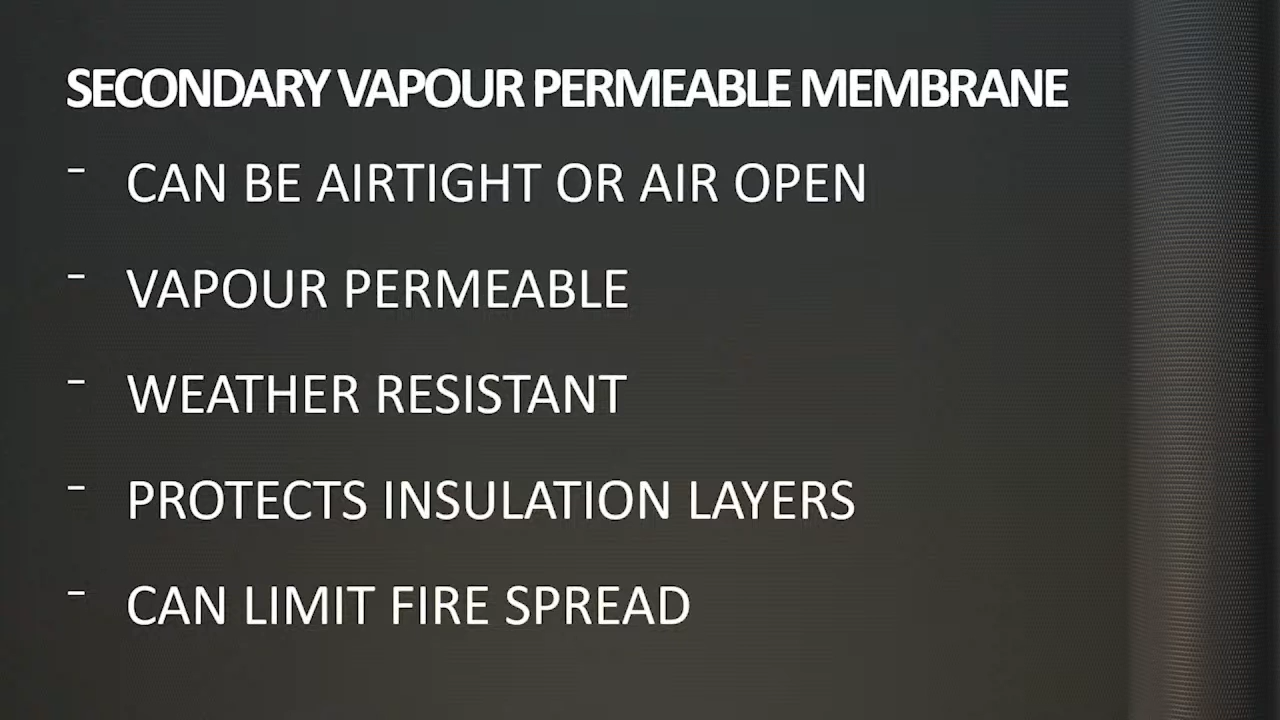 SECONDARY VAPOUR PERMEABLE MEMBRANE
- CAN BE AIRTIGHT OR AIR OPEN
- VAPOUR PERMEABLE
- WEATHER RESISTANT
- PROTECTS INSULATION LAYERS
- CAN LIMIT FIRE SPREAD